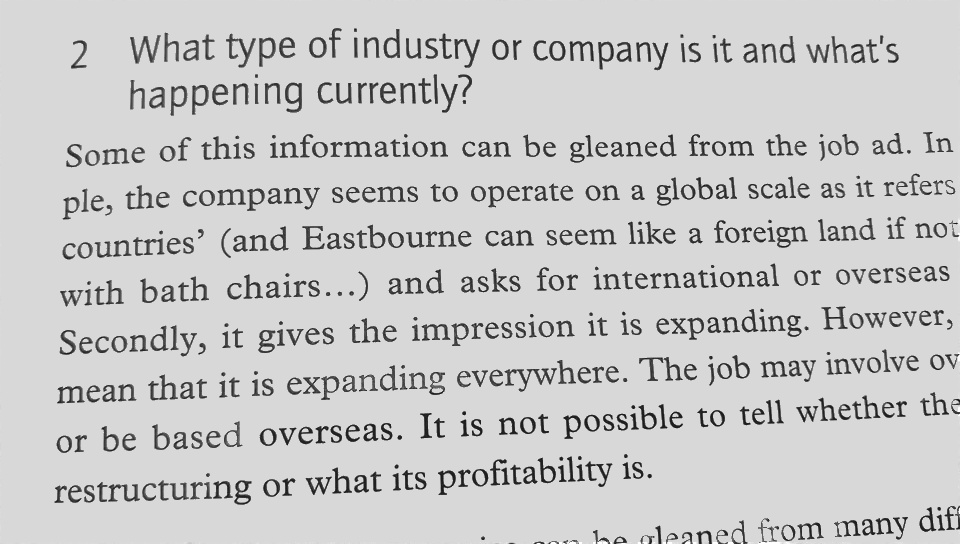 2 What type of industry or company is it and what's
happening currently?
Some of this information can be gleaned from the job ad. In
ple, the company seems to operate on a global scale as it refers
countries’ (and Eastbourne can seem like a foreign land if not
with bath chairs...) and asks for international or overseas
Secondly, it gives the impression it is expanding. However,
mean that it is expanding everywhere. The job may involve ov
or be based overseas. It is not possible to tell whether the
restructuring or what its profitability is.
can be gleaned from many diff